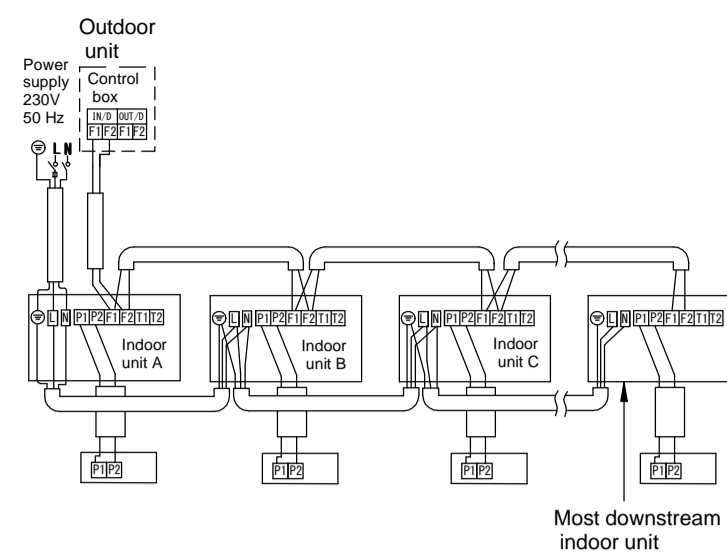 Outdoor
unit
Power
supply
230V
50 Hz
Control
box
IN/D OUT/D
F1 F2 F1 F2
L N
L N P1 P2 F1 F2 T1 T2
Indoor
unit A
L N P1 P2 F1 F2 T1 T2
Indoor
unit B
L N P1 P2 F1 F2 T1 T2
Indoor
unit C
L N P1 P2 F1 F2 T1 T2
P1 P2
P1 P2
P1 P2
P1 P2
Most downstream
indoor unit